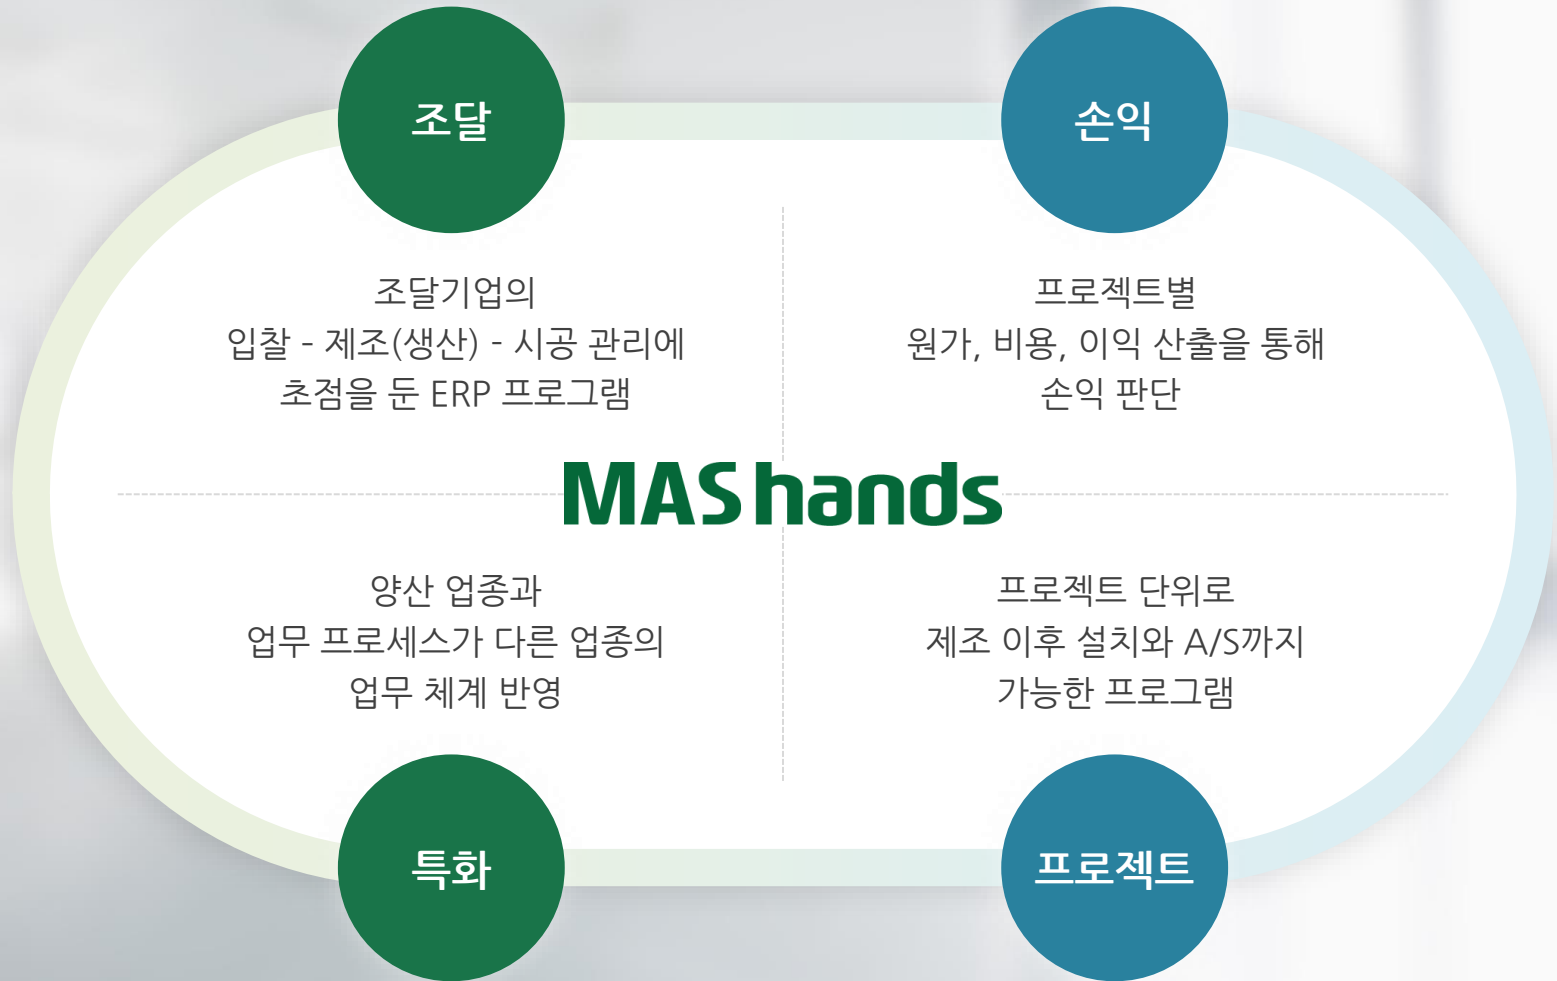 조달
조달기업의
입찰 - 제조(생산) - 시공 관리에
초점을 둔 ERP 프로그램
손익
프로젝트별
원가, 비용, 이익 산출을 통해
손익 판단
MAS hands
양산 업종과
업무 프로세스가 다른 업종의
업무 체계 반영
특화
프로젝트 단위로
제조 이후 설치와 A/S까지
가능한 프로그램
프로젝트